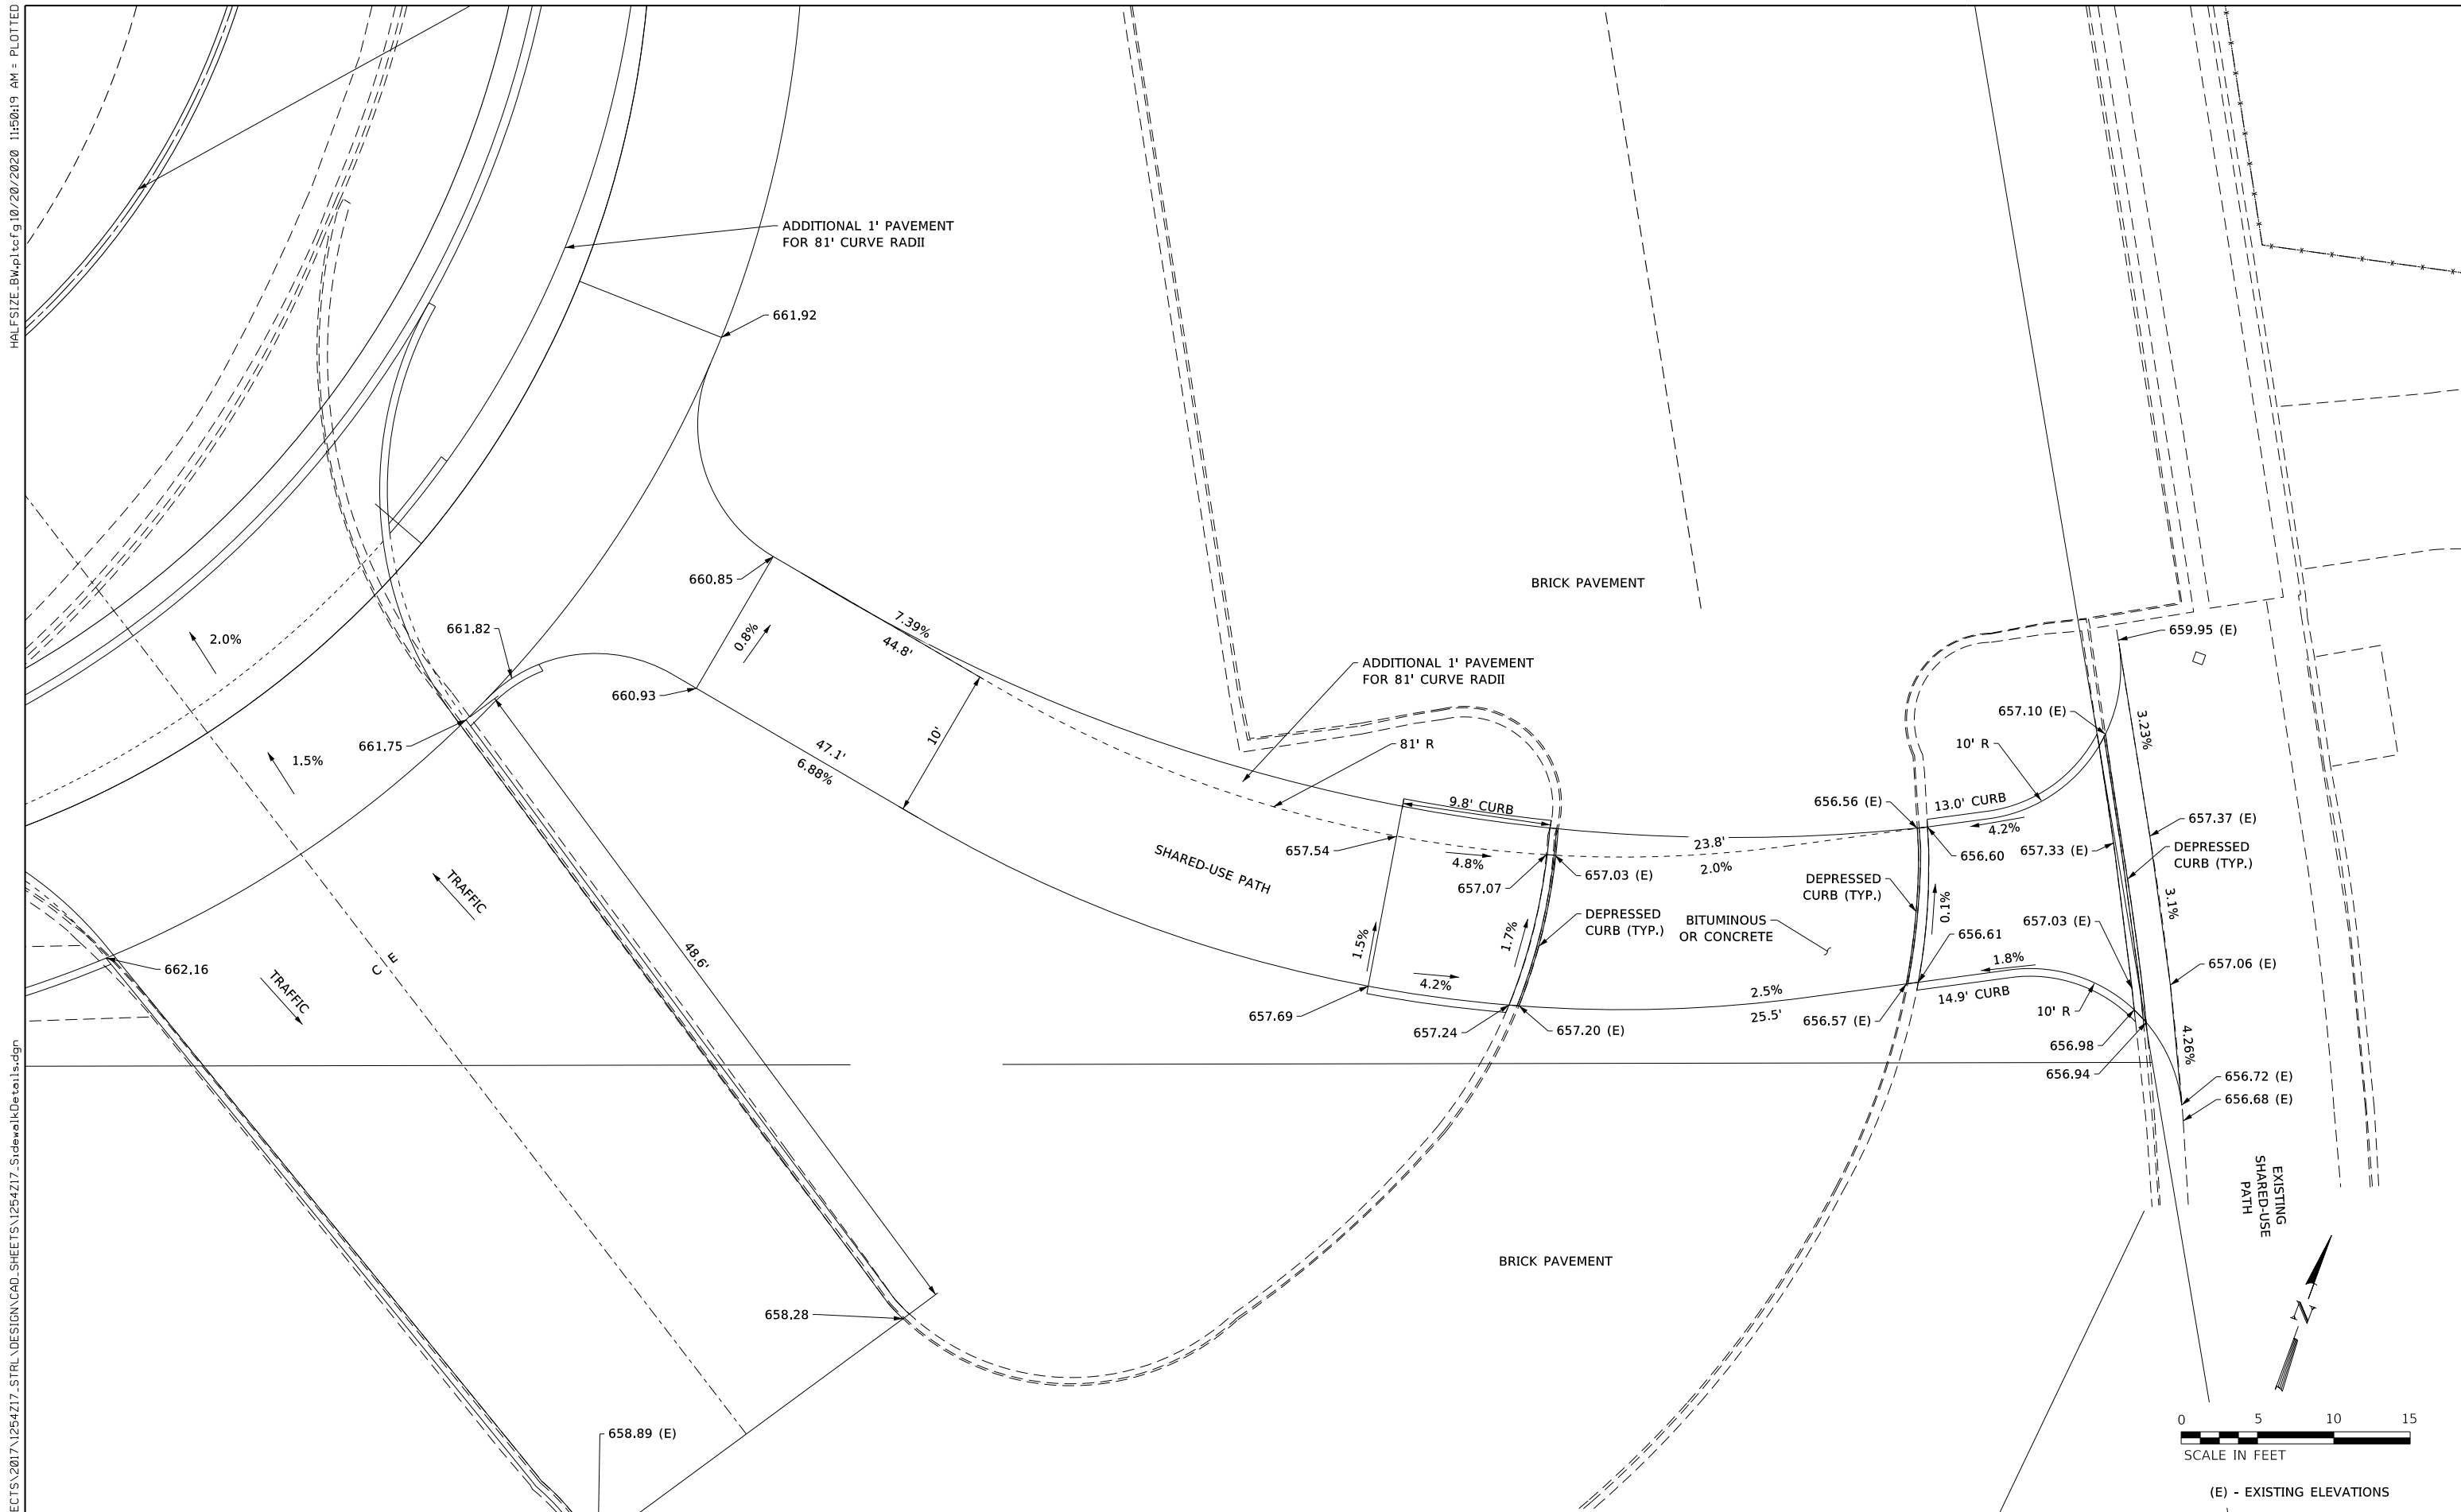 HALFSIZE_BW.pltcfg 10/20/2020 11:50:19 AM = PLOTTED
ECTS\2017\1254Z17_STRL\DESIGN\CAD_SHEETS\1254Z17_SidewalkDetails.dgn
ADDITIONAL 1' PAVEMENT
FOR 81' CURVE RADII
661.92
660.85
BRICK PAVEMENT
7.39%
44.8'
0.8%
661.82
2.0%
659.95 (E)
ADDITIONAL 1' PAVEMENT
FOR 81' CURVE RADII
660.93
657.10 (E)
3.23%
10'
47.1'
6.88%
81' R
10' R
661.75
1.5%
9.8' CURB
656.56 (E)
13.0' CURB
4.2%
657.37 (E)
657.54
4.8%
23.8'
2.0%
656.60
657.33 (E)
DEPRESSED
CURB (TYP.)
SHARED-USE PATH
657.07
657.03 (E)
DEPRESSED
CURB (TYP.)
0.1%
3.1%
TRAFFIC
DEPRESSED
CURB (TYP.)
BITUMINOUS
OR CONCRETE
657.03 (E)
1.5%
1.7%
656.61
48.6'
C E
662.16
TRAFFIC
4.2%
1.8%
657.06 (E)
2.5%
25.5'
14.9' CURB
10' R
657.69
657.24
657.20 (E)
656.57 (E)
656.98
4.26%
656.94
656.72 (E)
656.68 (E)
EXISTING
SHARED-USE
PATH
BRICK PAVEMENT
658.28
N
658.89 (E)
0 5 10 15
SCALE IN FEET
(E) - EXISTING ELEVATIONS